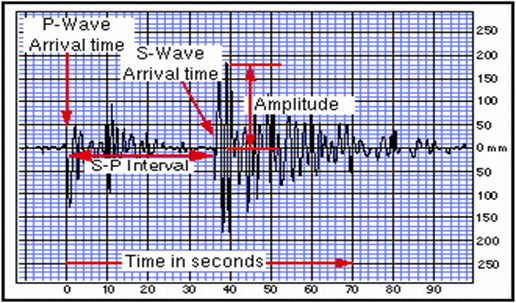 P-Wave
Arrival time
S-Wave
Arrival time
Amplitude
S-P Interval
Time in seconds
250
200
150
100
50
0 mm
50
100
150
200
250
0 10 20 30 40 50 60 70 80 90